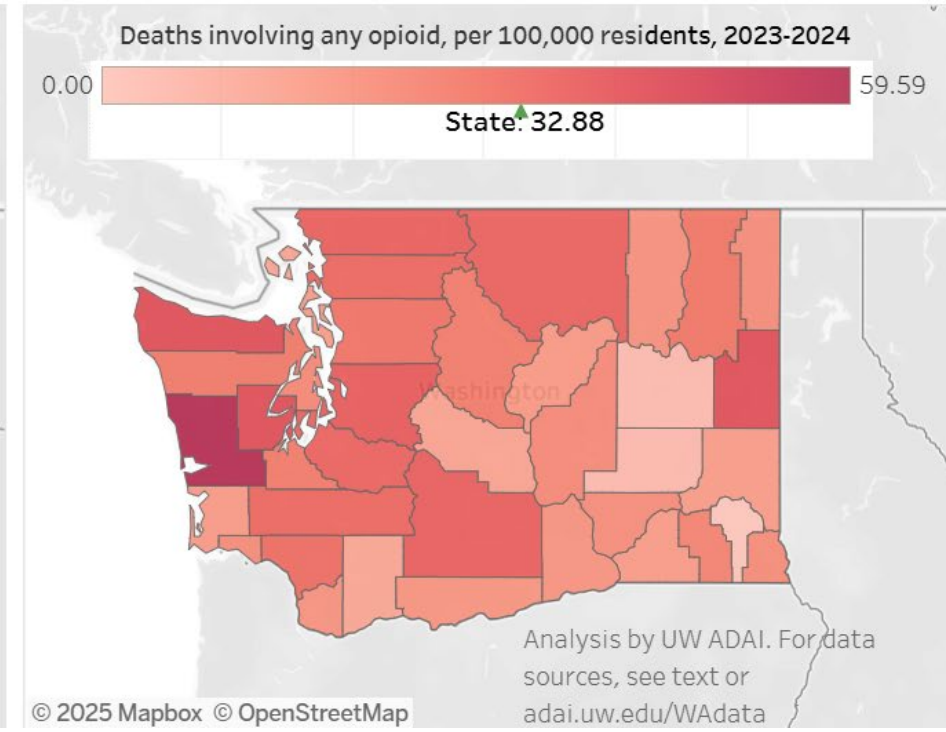 Deaths involving any opioid, per 100,000 residents, 2023-2024
0.00
59.59
State: 32.88
Washington
Analysis by UW ADAI. For data
sources, see text or
adai.uw.edu/WAdata
© 2025 Mapbox © OpenStreetMap